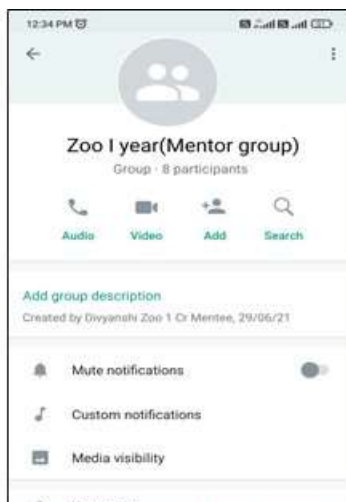 12:34 PM
Zoo I year(Mentor group)
Group · 8 participants
Audio Video Add Search
Add group description
Created by Divyanshi Zoo 1 Cr Mentee, 29/06/21
Mute notifications
Custom notifications
Media visibility